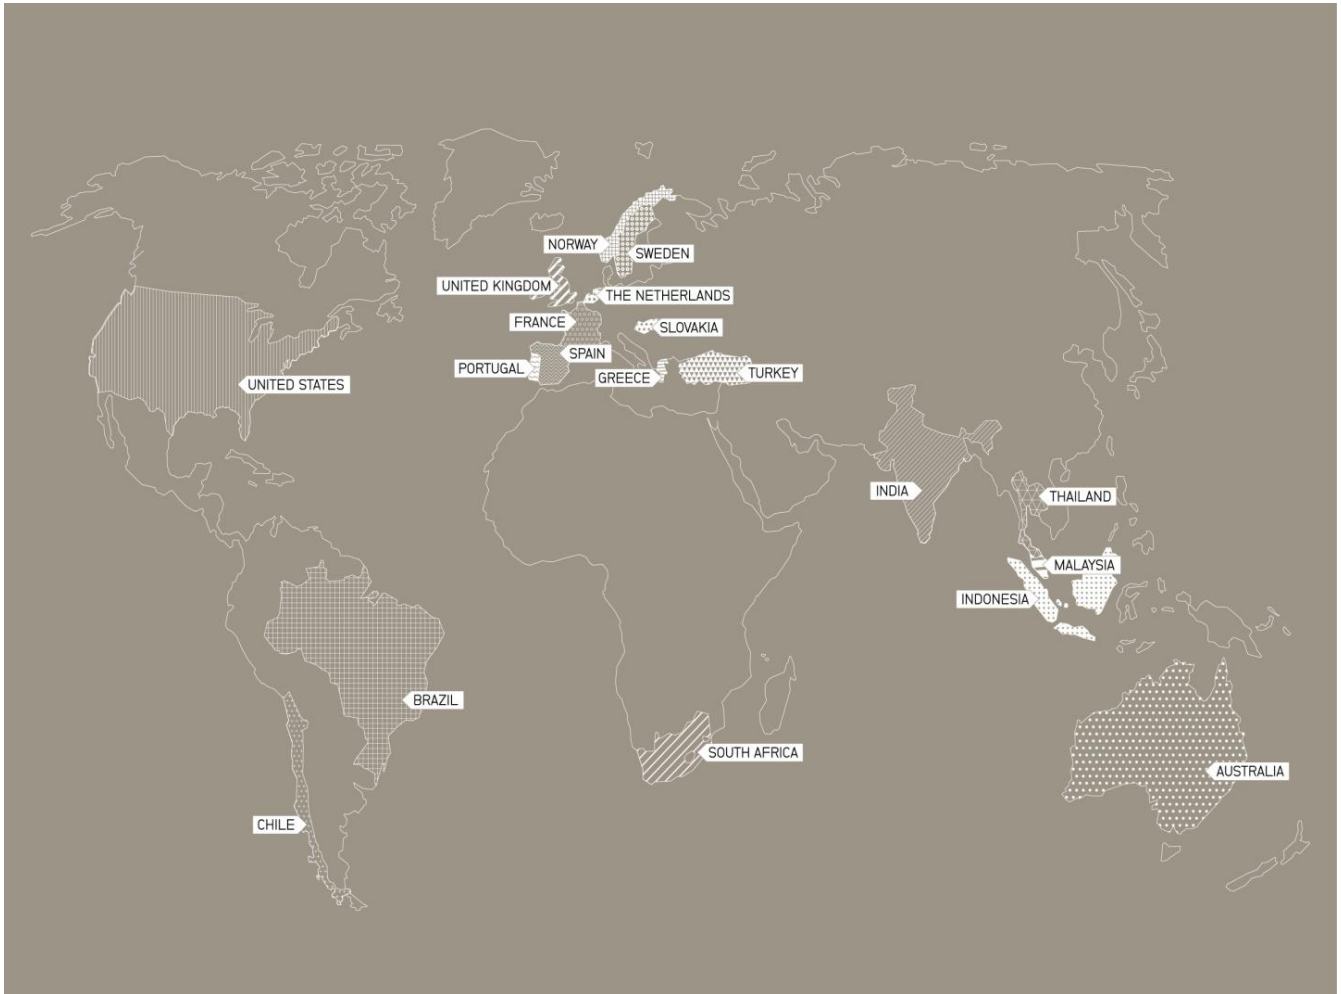 NORWAY
SWEDEN
UNITED KINGDOM
THE NETHERLANDS
FRANCE
SLOVAKIA
SPAIN
PORTUGAL
GREECE
TURKEY
UNITED STATES
INDIA
THAILAND
MALAYSIA
INDONESIA
BRAZIL
SOUTH AFRICA
AUSTRALIA
CHILE